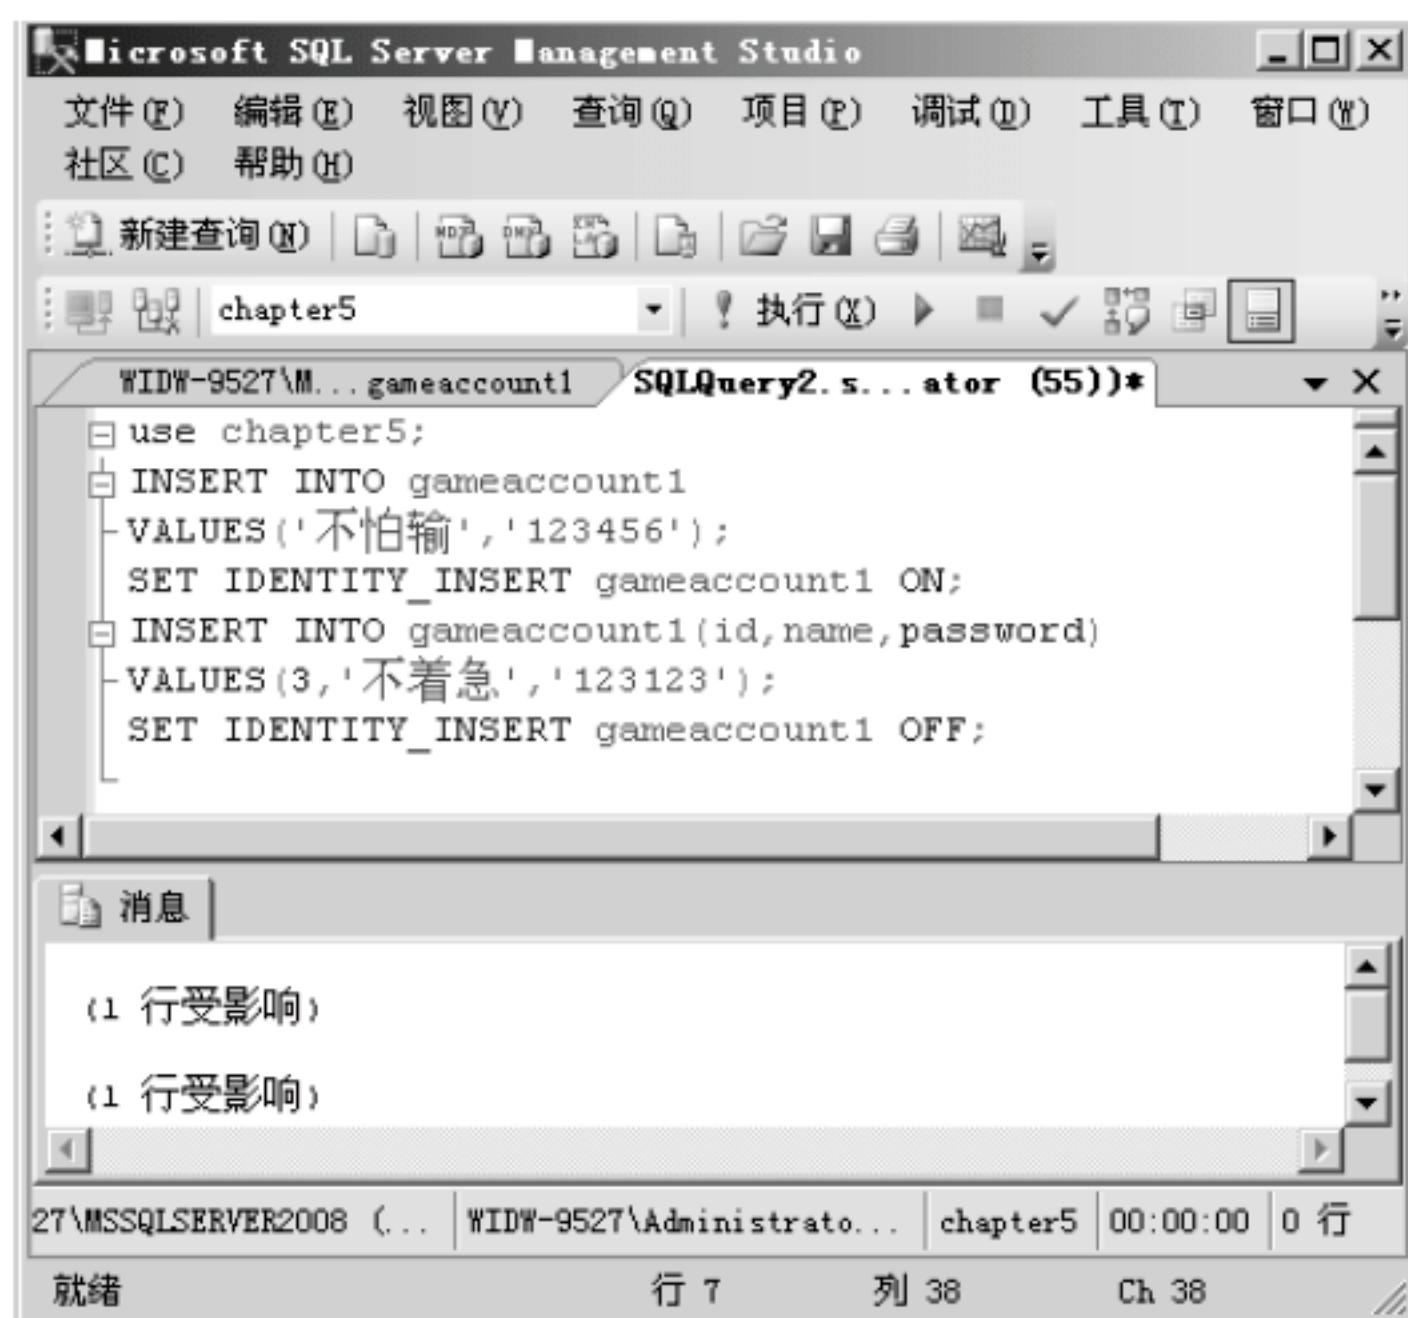 Microsoft SQL Server Management Studio
文件(F) 编辑(E) 视图(V) 查询(Q) 项目(P) 调试(D) 工具(T) 窗口(W)
社区(C) 帮助(H)
新建查询(N)
chapter5 执行(X)
WIDW-9527\M...gameaccount1 SQLQuery2.s...ator (55))*
use chapter5;
INSERT INTO gameaccount1
VALUES('不怕输','123456');
SET IDENTITY_INSERT gameaccount1 ON;
INSERT INTO gameaccount1(id,name,password)
VALUES(3,'不着急','123123');
SET IDENTITY_INSERT gameaccount1 OFF;
消息
(1 行受影响)
(1 行受影响)
27\MSSQLSERVER2008 (... WIDW-9527\Administrato... chapter5 00:00:00 0 行
就绪 行 7 列 38 Ch 38